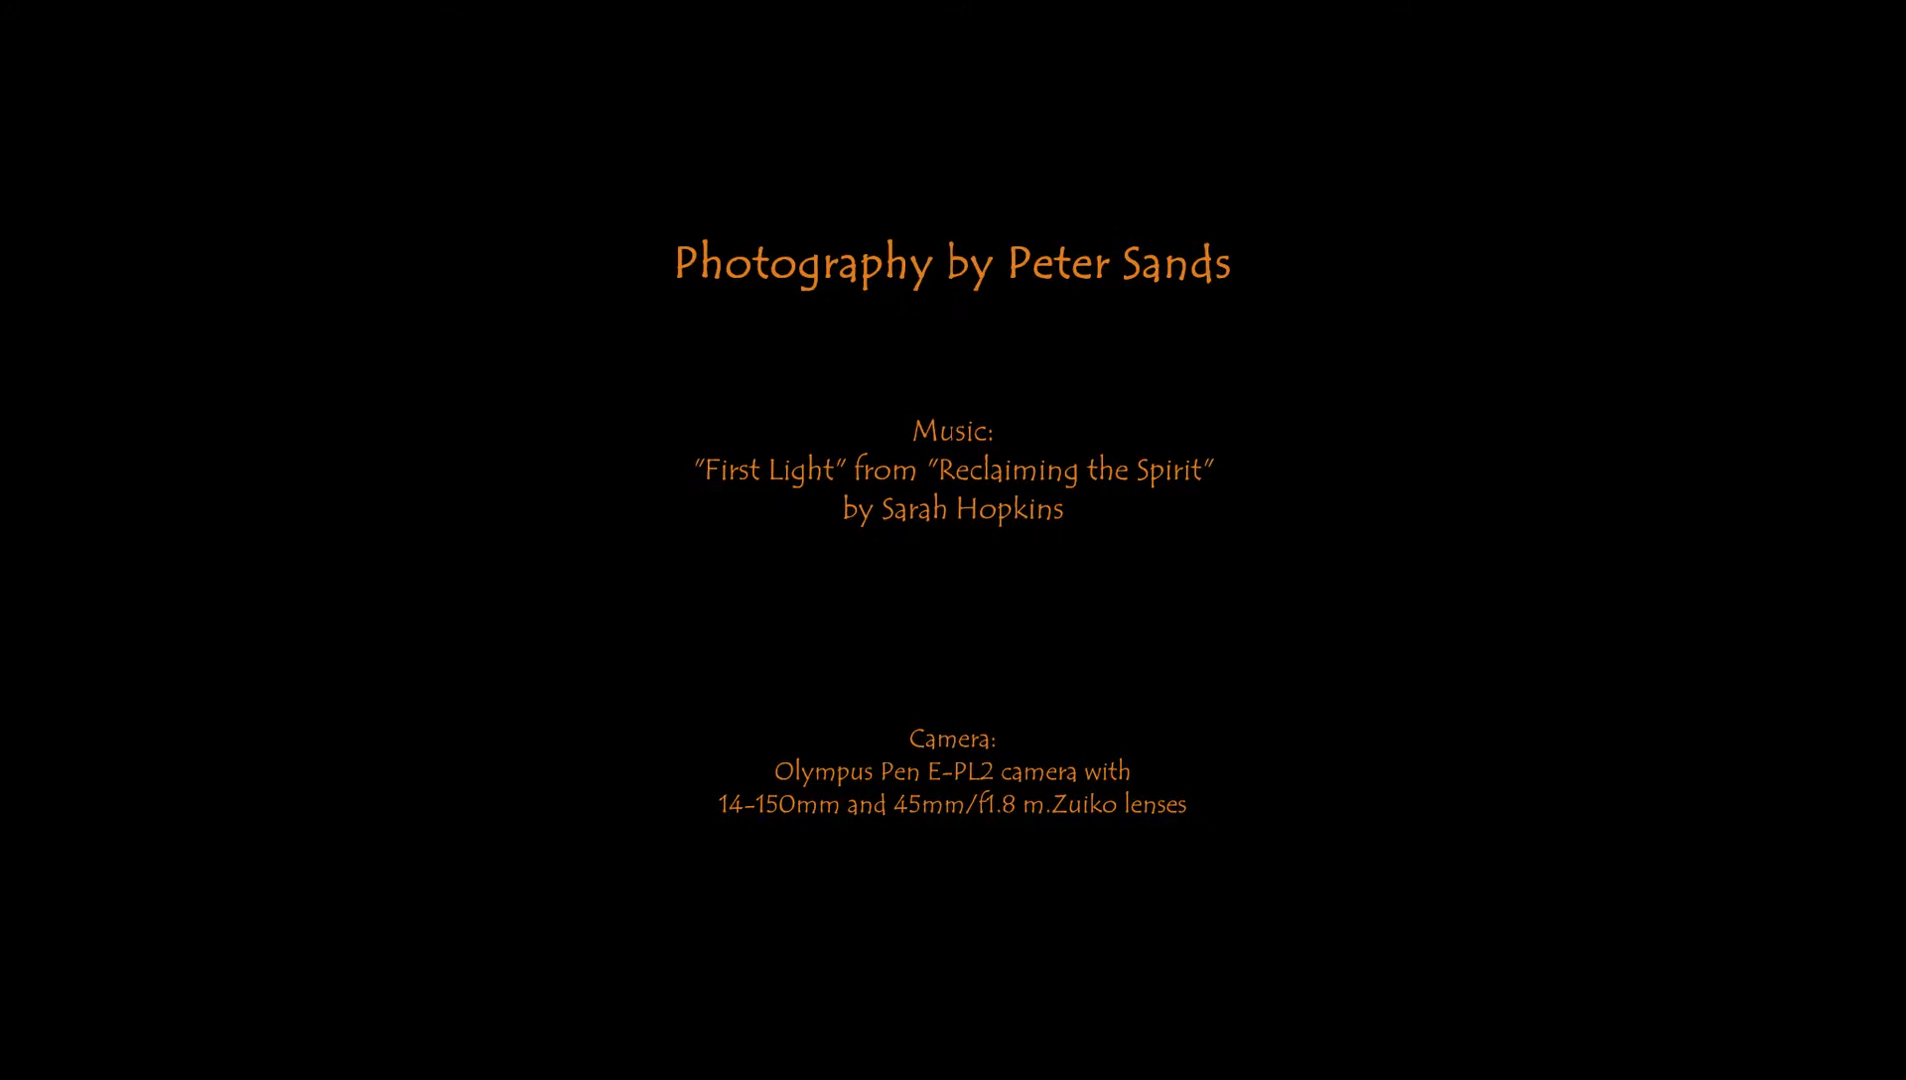 Photography by Peter Sands
Music:
"First Light" from "Reclaiming the Spirit"
by Sarah Hopkins
Camera:
Olympus Pen E-PL2 camera with
14-150mm and 45mm/f1.8 m.Zuiko lenses